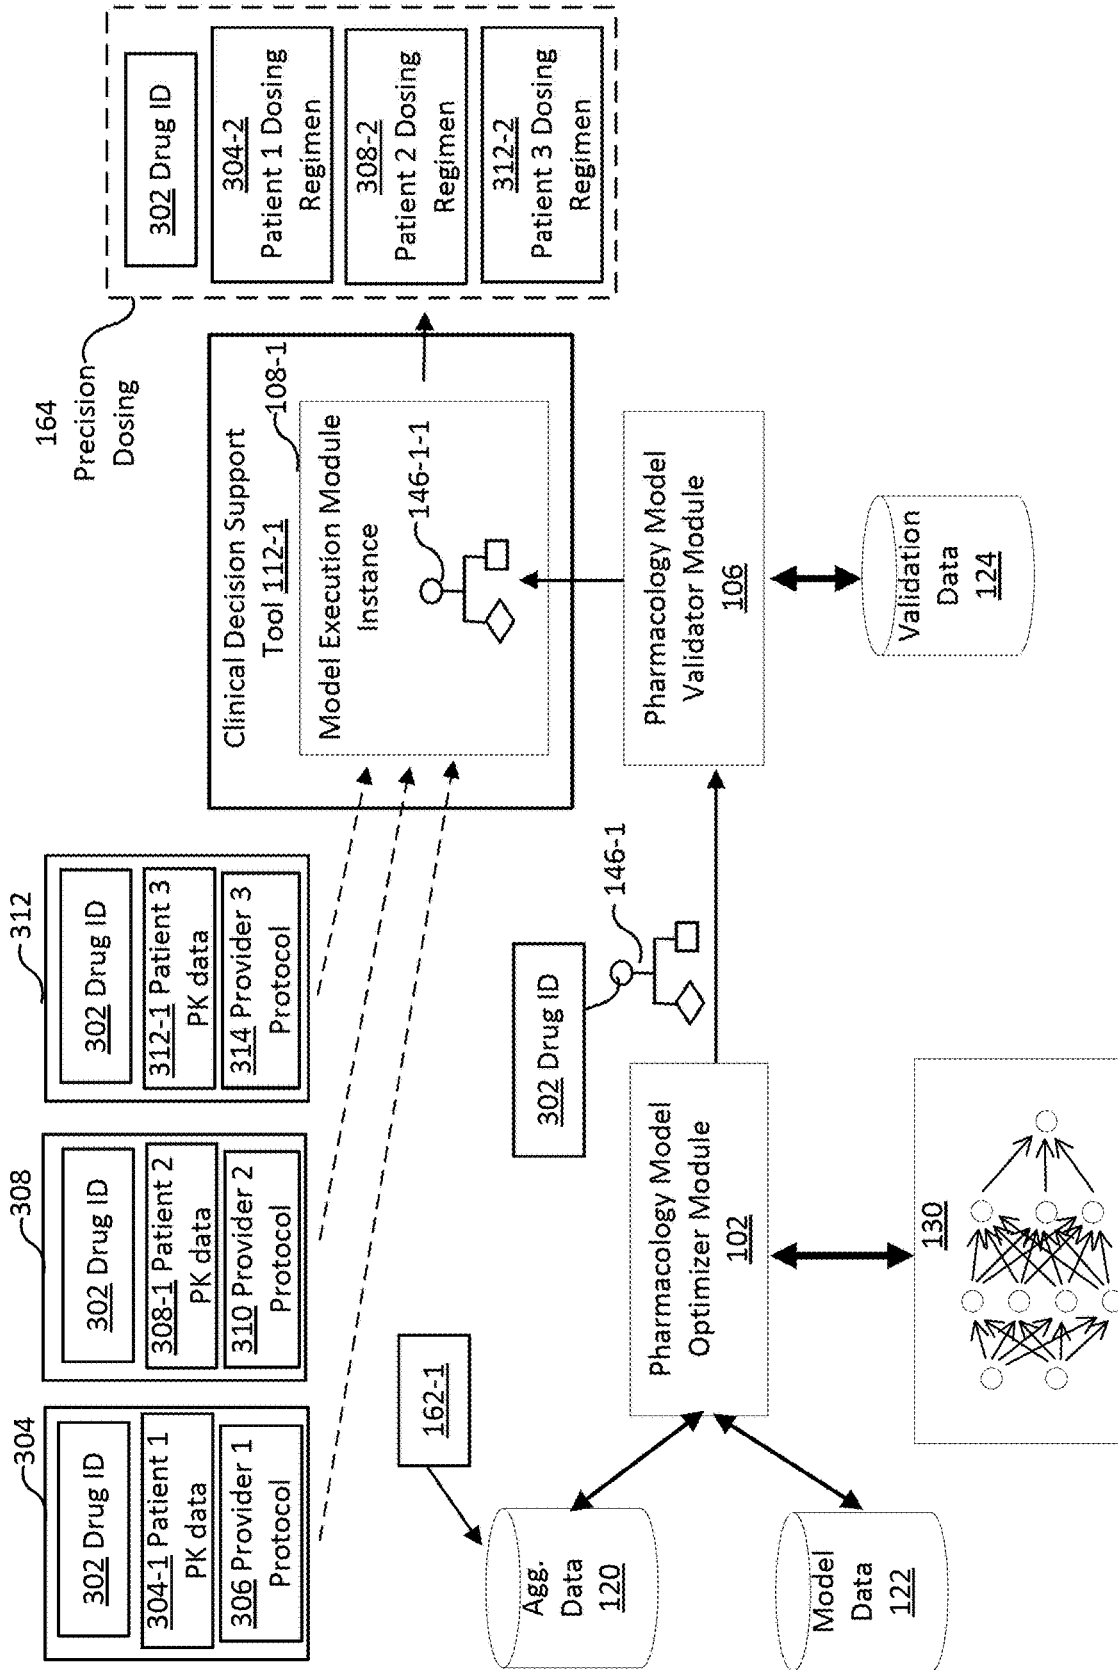 304
302 Drug ID
304-1 Patient 1
PK data
306 Provider 1
Protocol
308
302 Drug ID
308-1 Patient 2
PK data
310 Provider 2
Protocol
312
302 Drug ID
312-1 Patient 3
PK data
314 Provider 3
Protocol
164
Precision
Dosing
302 Drug ID
304-2
Patient 1 Dosing
Regimen
308-2
Patient 2 Dosing
Regimen
312-2
Patient 3 Dosing
Regimen
Clinical Decision Support
Tool 112-1
108-1
Model Execution Module
Instance
146-1-1
162-1
Agg.
Data
120
Model
Data
122
Pharmacology Model
Optimizer Module
102
302 Drug ID
146-1
Pharmacology Model
Validator Module
106
Validation
Data
124
130